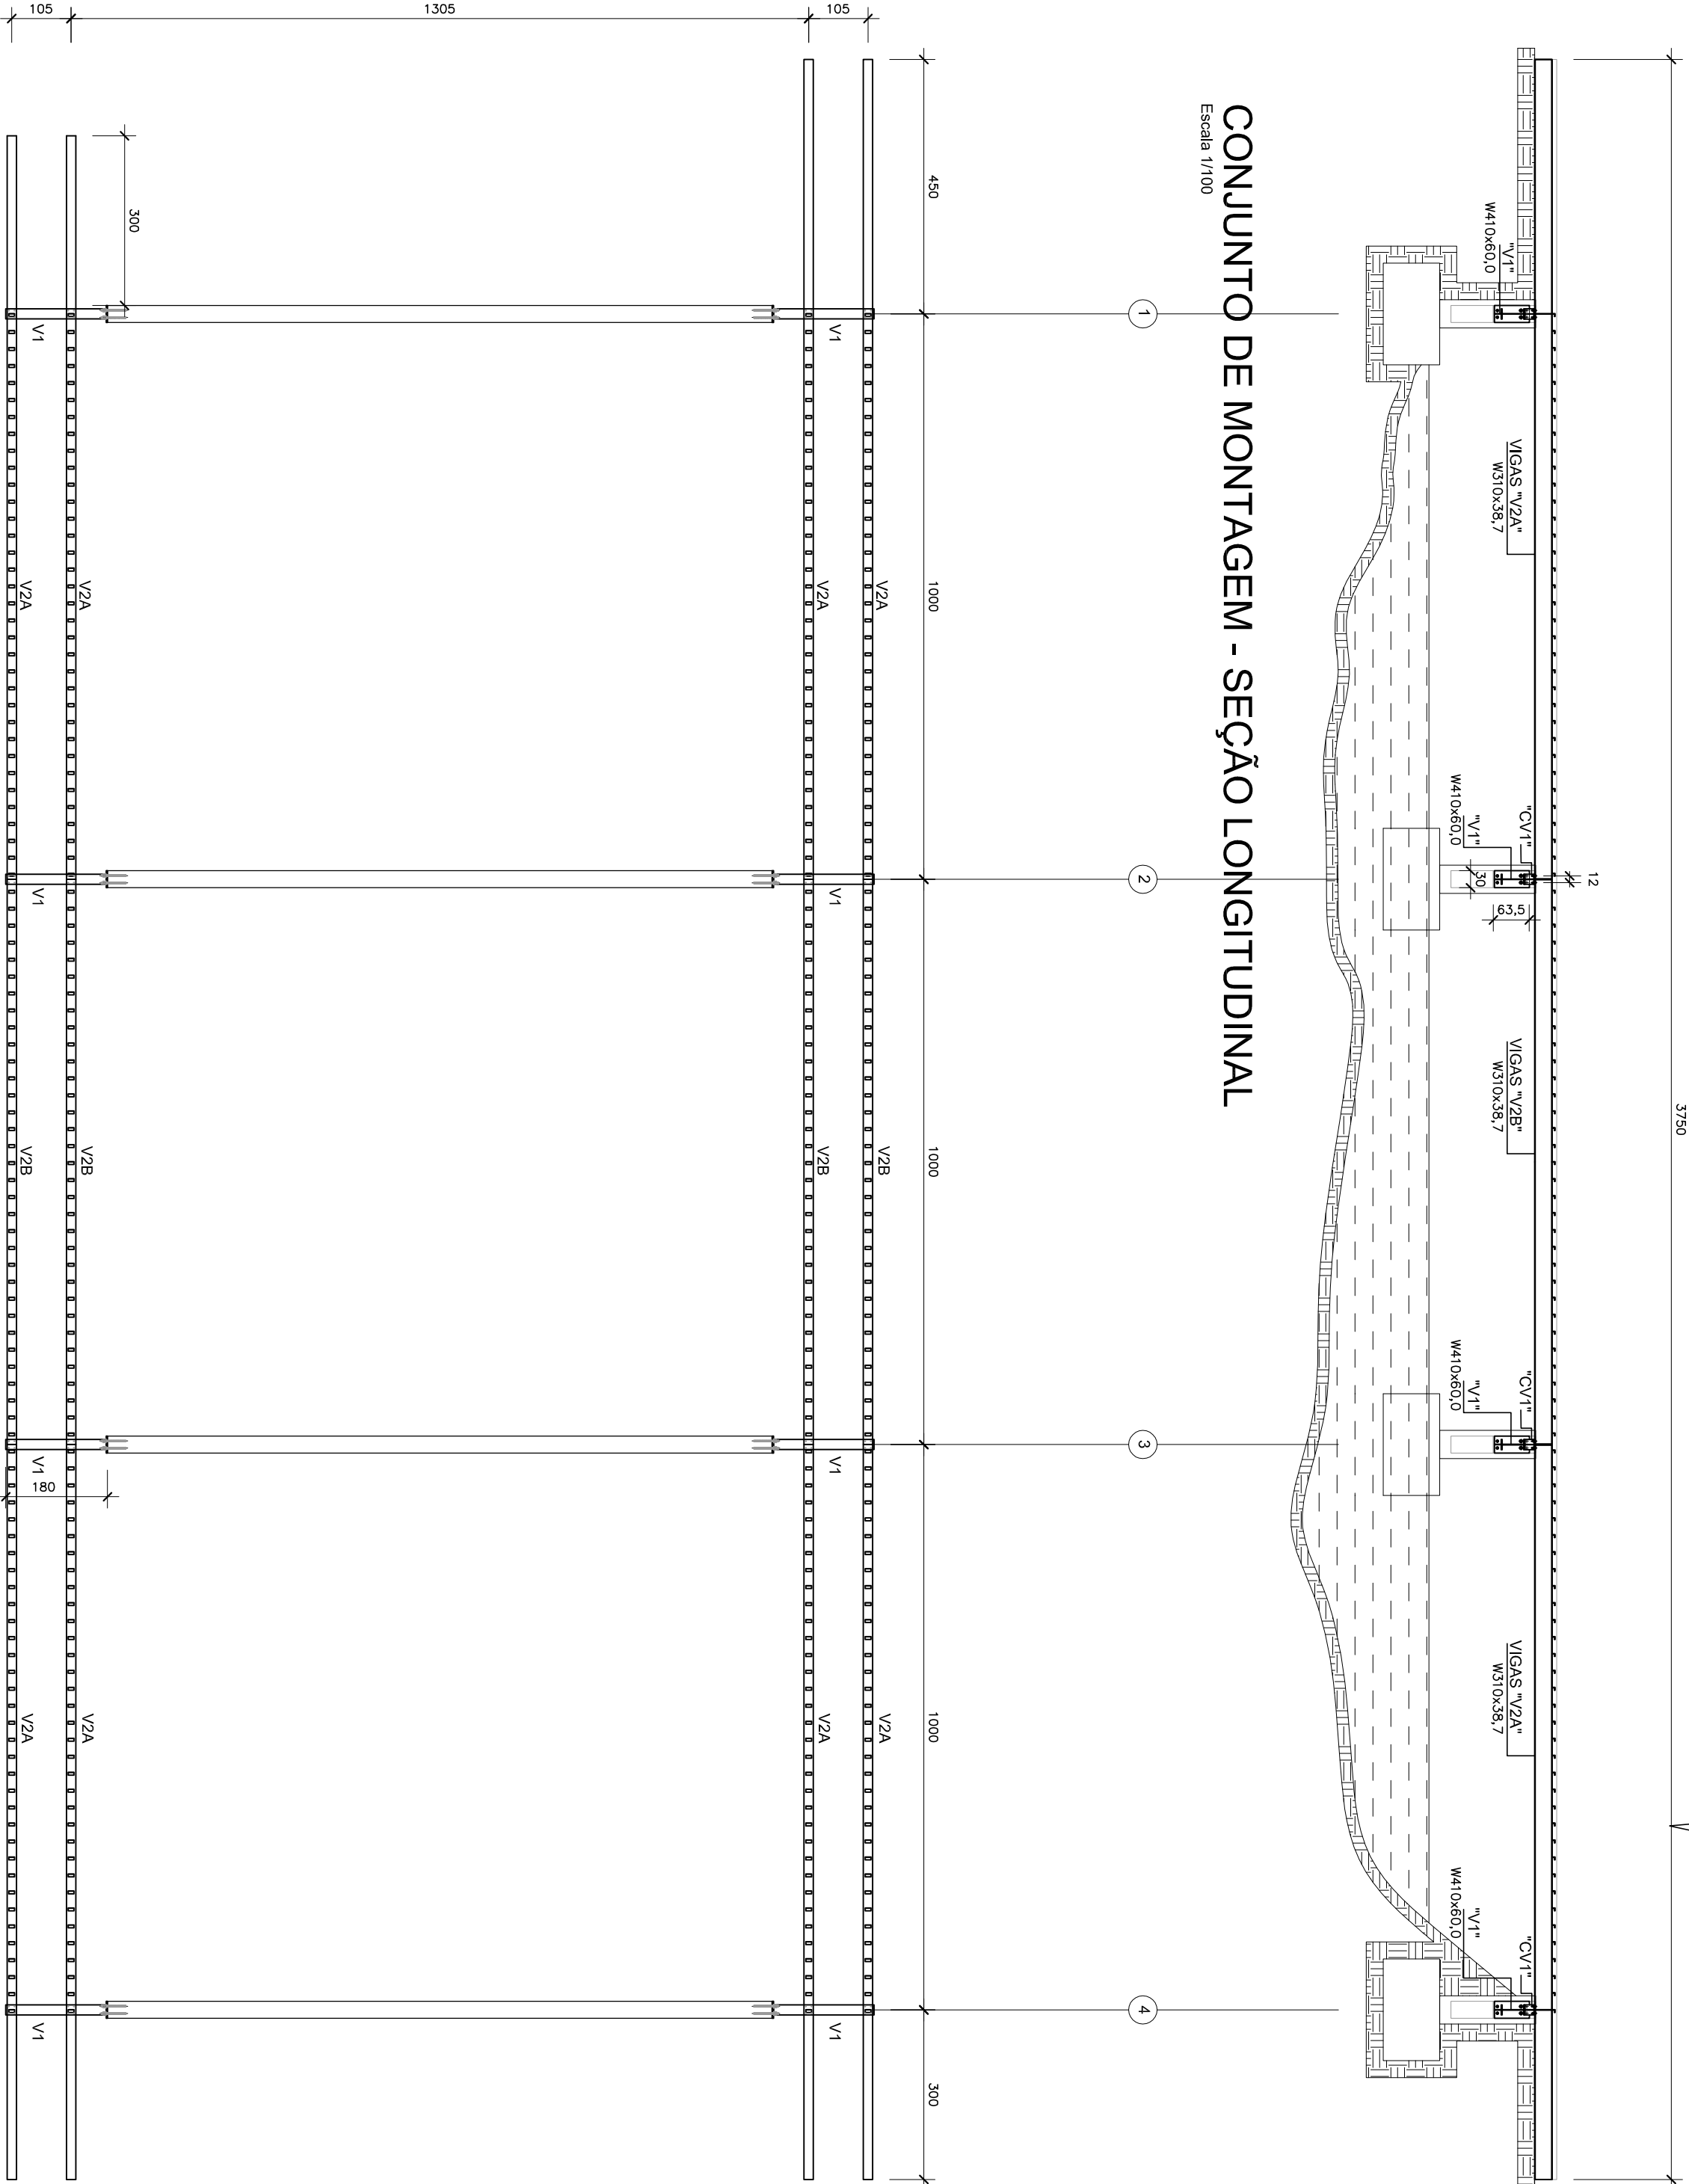 3750
"V1"
W410x60,0
VIGAS "V2A"
W310x38,7
"CV1"
"V1"
W410x60,0
12
30
63,5
VIGAS "V2B"
W310x38,7
"CV1"
"V1"
W410x60,0
VIGAS "V2A"
W310x38,7
"CV1"
"V1"
W410x60,0
CONJUNTO DE MONTAGEM - SEÇÃO LONGITUDINAL
Escala 1/100
1
2
3
4
450
1000
1000
1000
300
105
V2A
V2B
V2A
V1
V1
V1
V1
V2A
V2B
V2A
1305
300
V2A
V2B
V2A
105
V1
V1
V1
180
V1
V2A
V2B
V2A